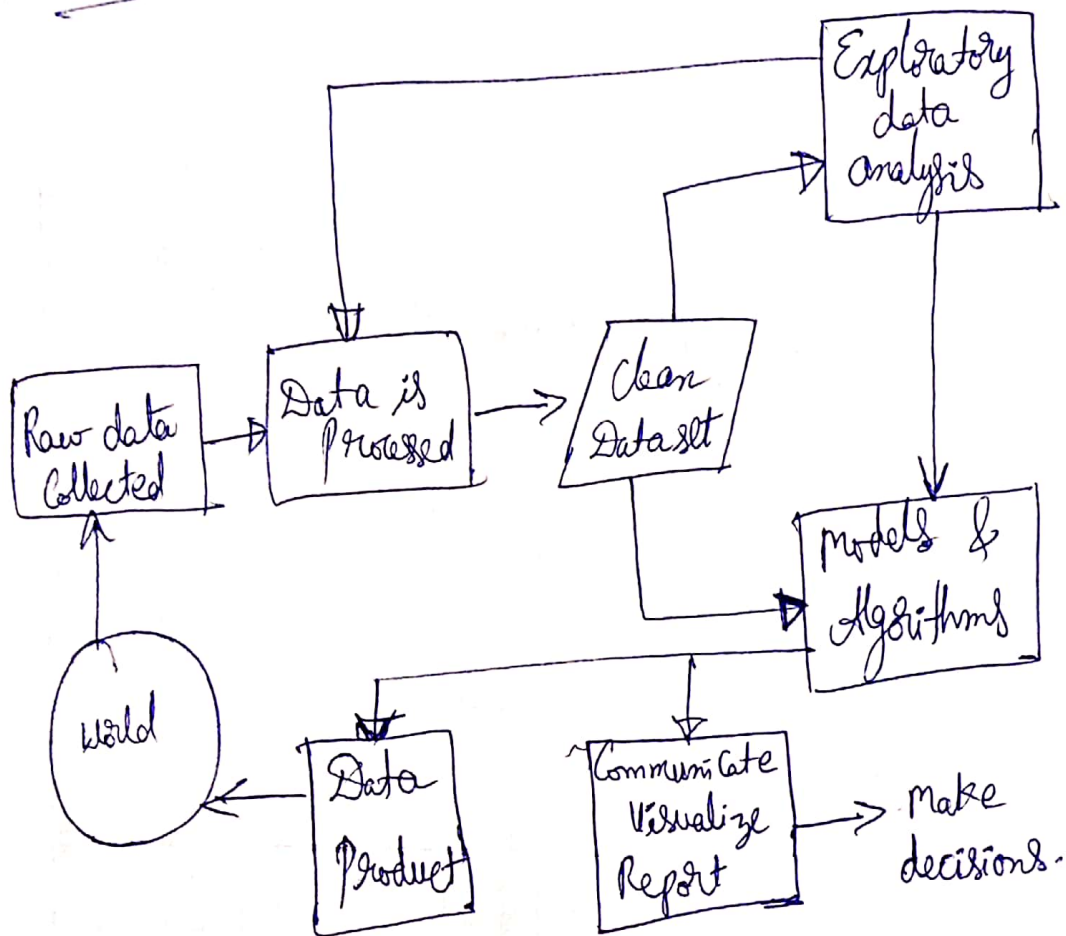 Exploratory
data
analysis
Raw data
Collected
Data is
Processed
Clean
Dataset
Models &
Algorithms
World
Data
Product
Communicate
Visualize
Report
Make
decisions.